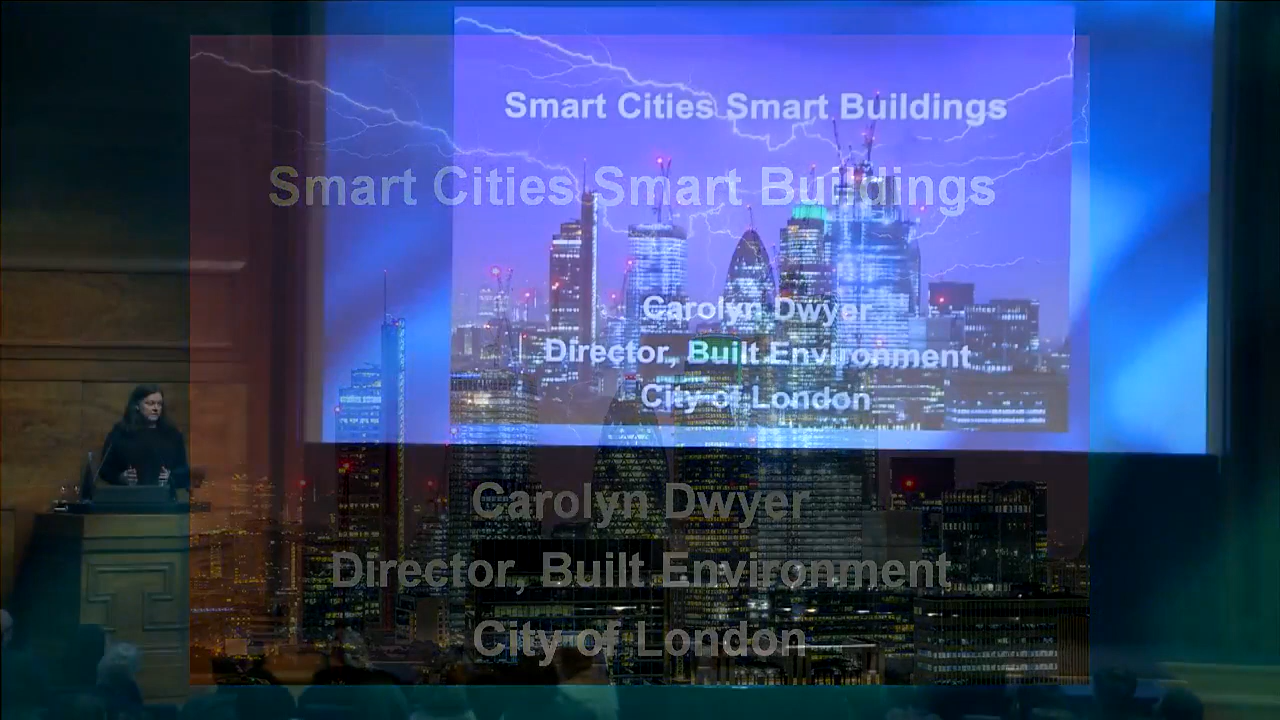 Smart Cities Smart Buildings
Smart Cities Smart Buildings
Carolyn Dwyer
Director, Built Environment
City of London
Carolyn Dwyer
Director, Built Environment
City of London